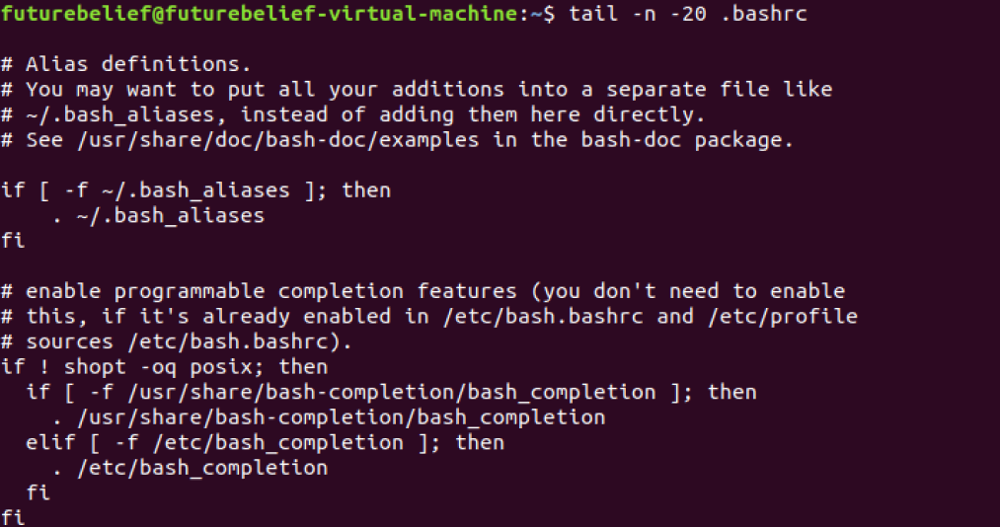 futurebelief@futurebelief-virtual-machine:~$ tail -n -20 .bashrc

# Alias definitions.
# You may want to put all your additions into a separate file like
# ~/.bash_aliases, instead of adding them here directly.
# See /usr/share/doc/bash-doc/examples in the bash-doc package.

if [ -f ~/.bash_aliases ]; then
    . ~/.bash_aliases
fi

# enable programmable completion features (you don't need to enable
# this, if it's already enabled in /etc/bash.bashrc and /etc/profile
# sources /etc/bash.bashrc).
if ! shopt -oq posix; then
  if [ -f /usr/share/bash-completion/bash_completion ]; then
    . /usr/share/bash-completion/bash_completion
  elif [ -f /etc/bash_completion ]; then
    . /etc/bash_completion
  fi
fi